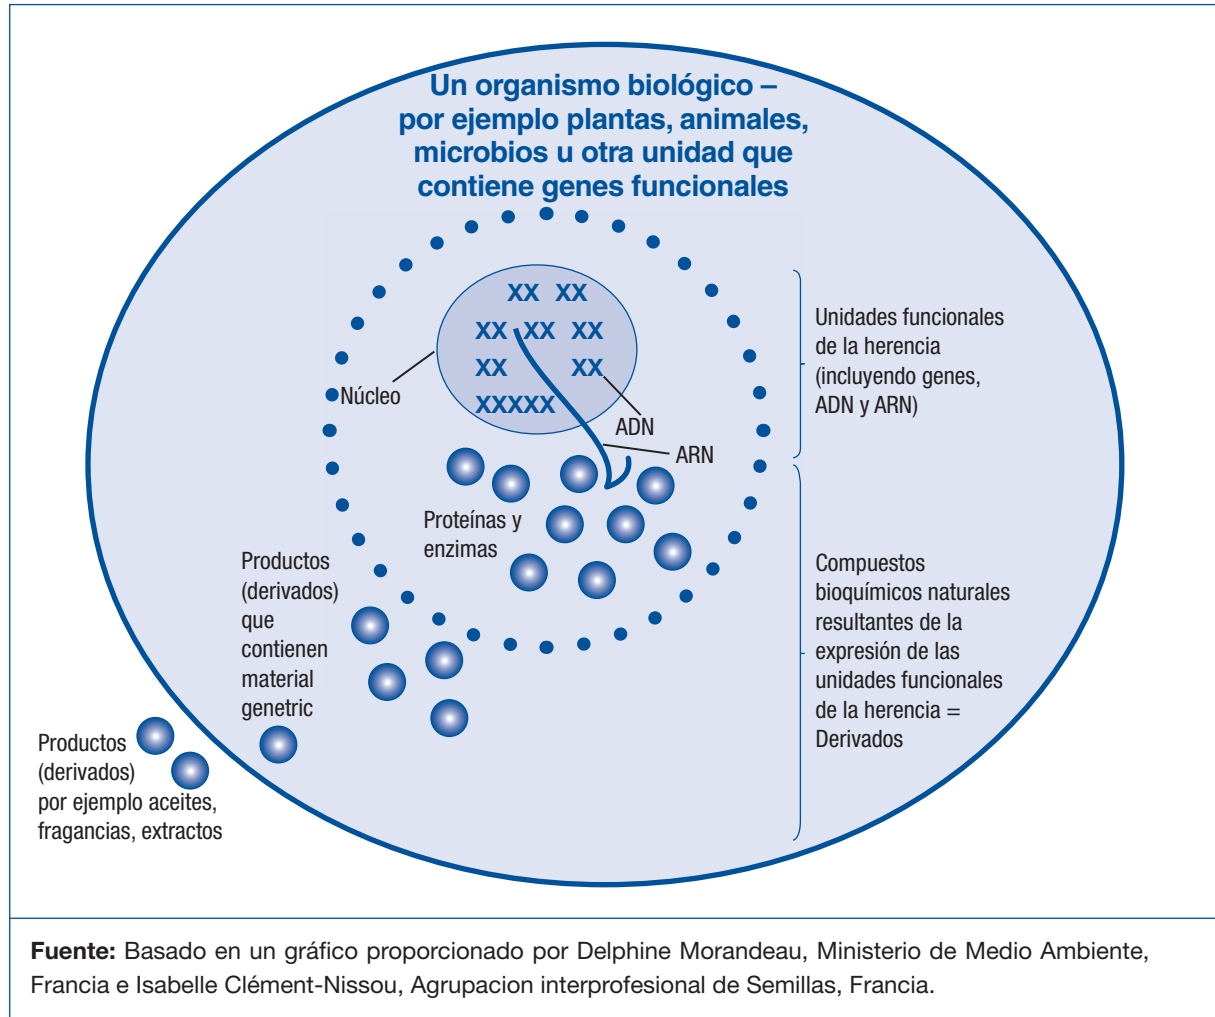 Un organismo biológico –
por ejemplo plantas, animales,
microbios u otra unidad que
contiene genes funcionales
XX XX
XX XX XX
XX XX
XXXXX
Núcleo
ADN
ARN
Unidades funcionales
de la herencia
(incluyendo genes,
ADN y ARN)
Proteínas y
enzimas
Productos
(derivados)
que
contienen
material
genetric
Compuestos
bioquímicos naturales
resultantes de la
expresión de las
unidades funcionales
de la herencia =
Derivados
Productos
(derivados)
por ejemplo aceites,
fragancias, extractos
Fuente: Basado en un gráfico proporcionado por Delphine Morandeau, Ministerio de Medio Ambiente,
Francia e Isabelle Clément-Nissou, Agrupacion interprofesional de Semillas, Francia.